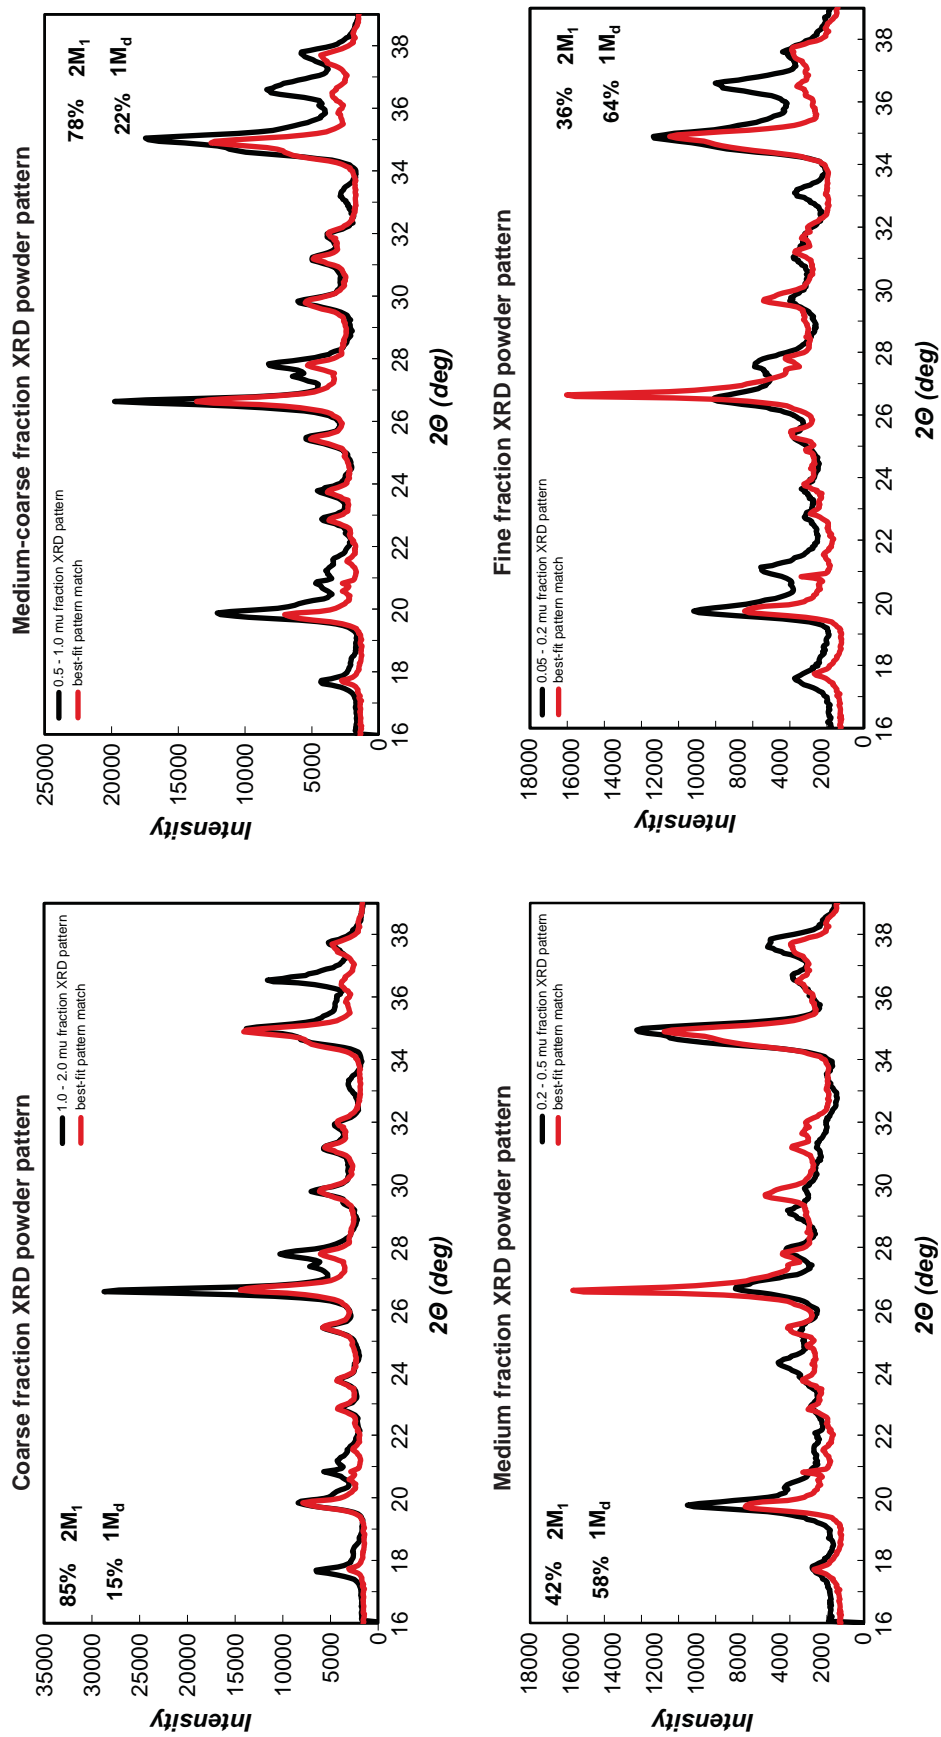 Coarse fraction XRD powder pattern
85% 2M1
15% 1Md
1.0 - 2.0 mu fraction XRD pattern
best-fit pattern match
Intensity
35000
30000
25000
20000
15000
10000
5000
0
16 18 20 22 24 26 28 30 32 34 36 38
2Θ (deg)
Medium-coarse fraction XRD powder pattern
0.5 - 1.0 mu fraction XRD pattern
best-fit pattern match
78% 2M1
22% 1Md
Intensity
25000
20000
15000
10000
5000
0
16 18 20 22 24 26 28 30 32 34 36 38
2Θ (deg)
Medium fraction XRD powder pattern
42% 2M1
58% 1Md
0.2 - 0.5 mu fraction XRD pattern
best-fit pattern match
Intensity
18000
16000
14000
12000
10000
8000
6000
4000
2000
0
16 18 20 22 24 26 28 30 32 34 36 38
2Θ (deg)
Fine fraction XRD powder pattern
0.05 - 0.2 mu fraction XRD pattern
best-fit pattern match
36% 2M1
64% 1Md
Intensity
18000
16000
14000
12000
10000
8000
6000
4000
2000
0
16 18 20 22 24 26 28 30 32 34 36 38
2Θ (deg)